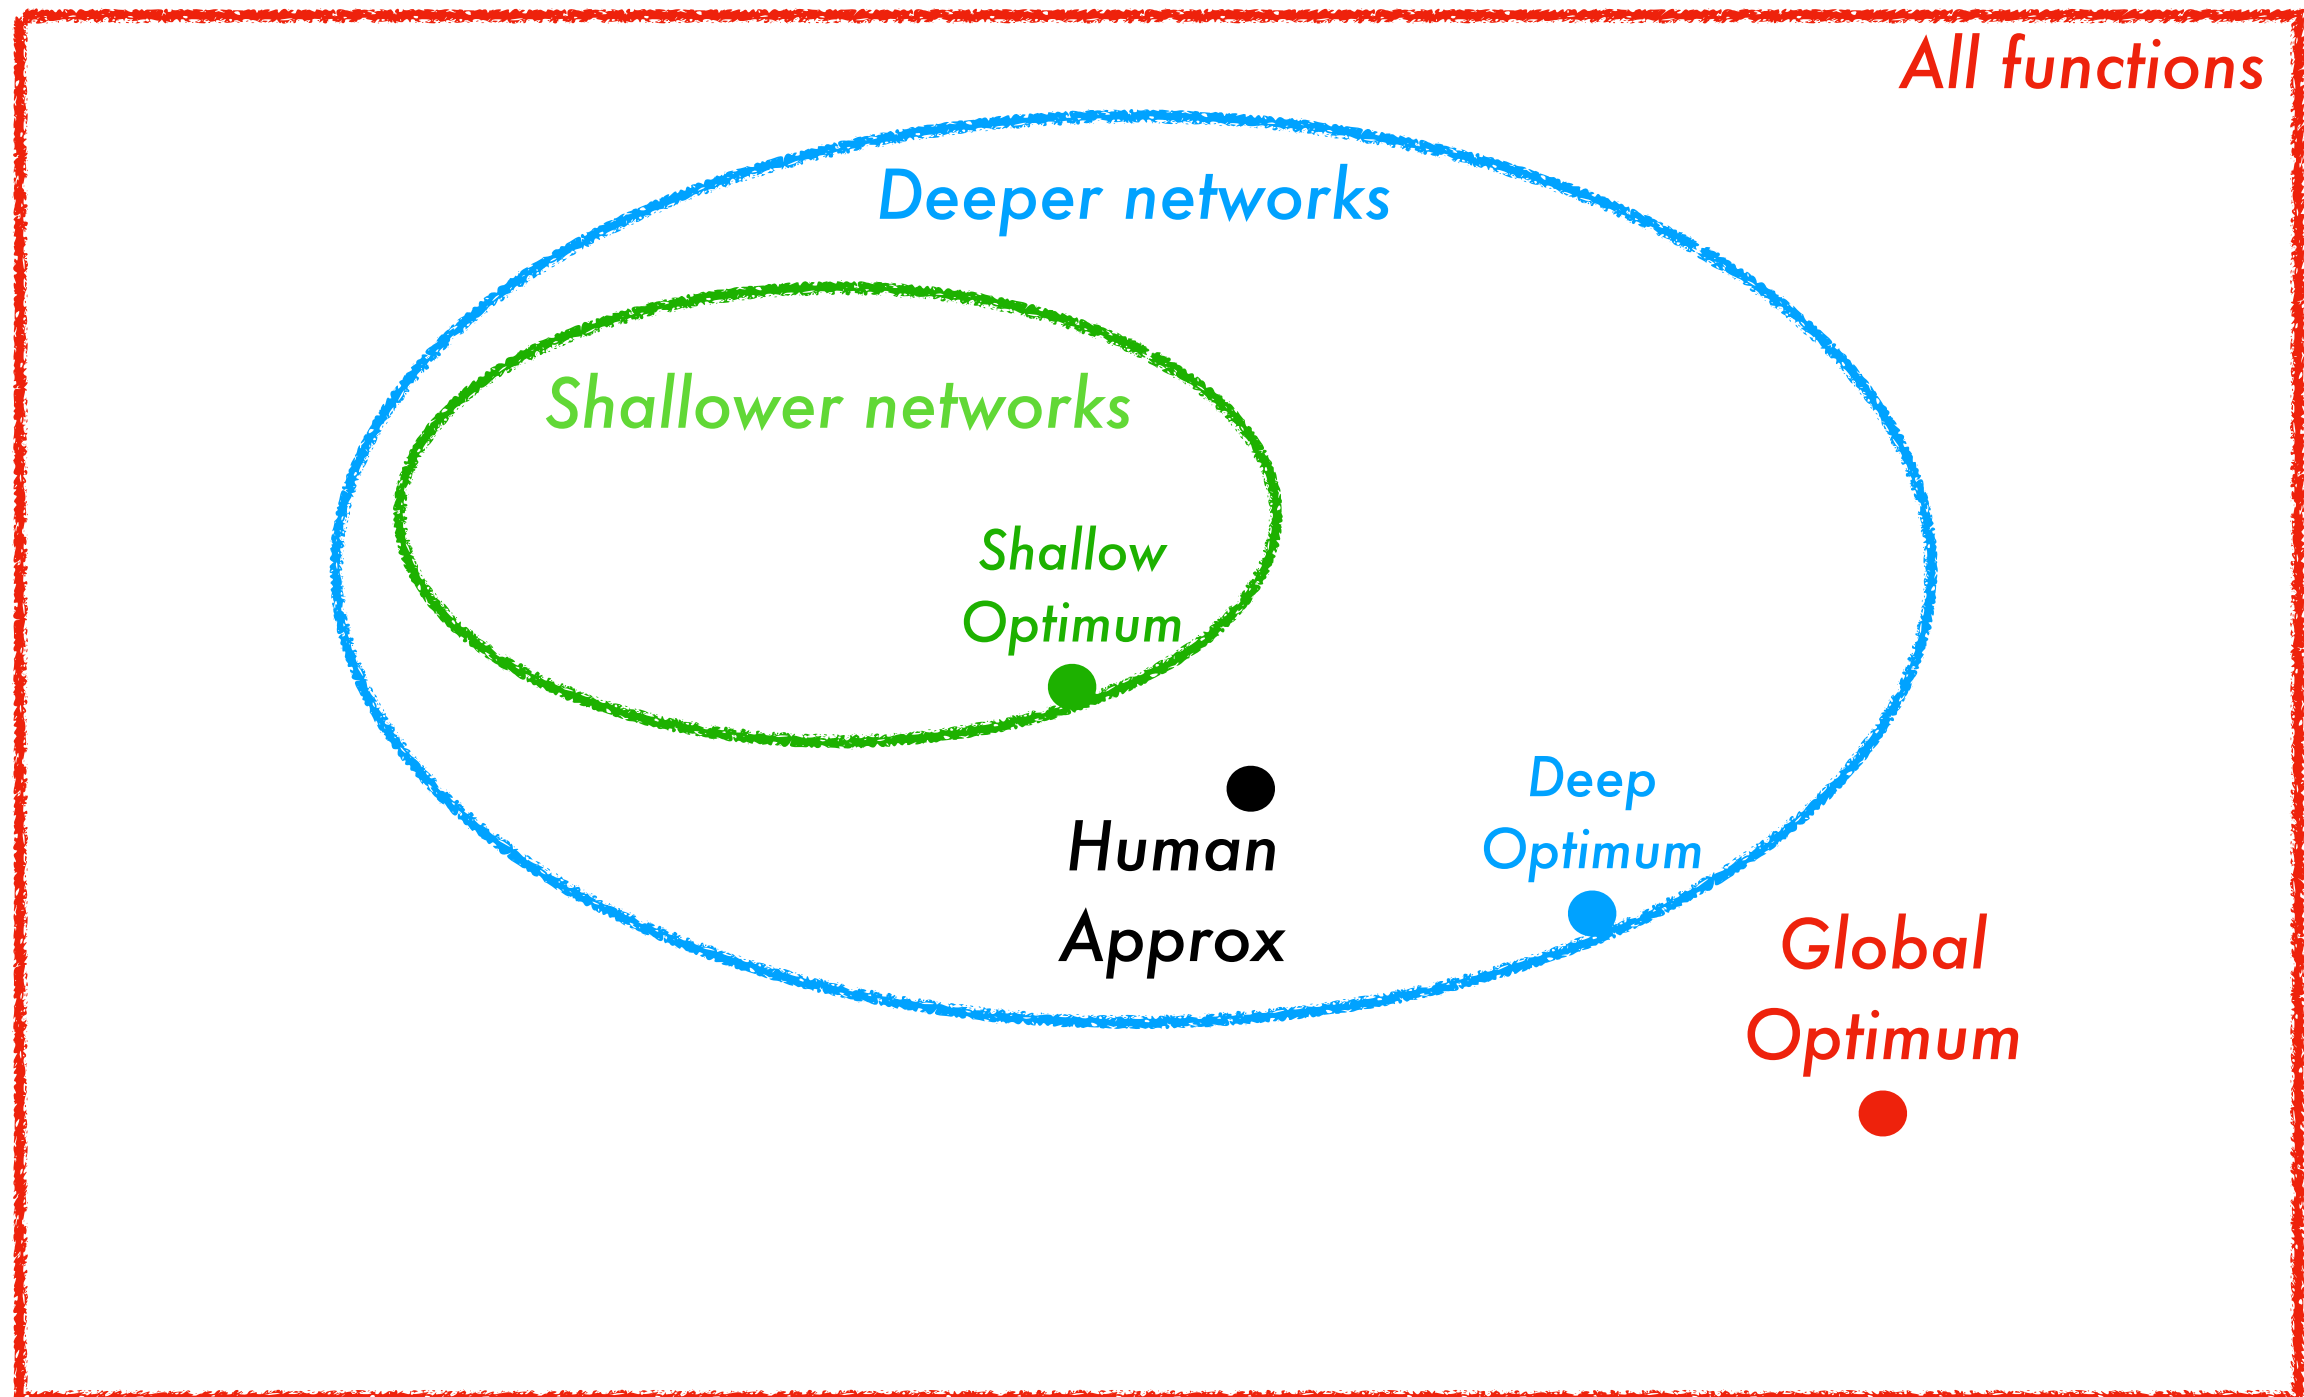 All functions
Deeper networks
Shallower networks
Shallow
Optimum
Human
Approx
Deep
Optimum
Global
Optimum